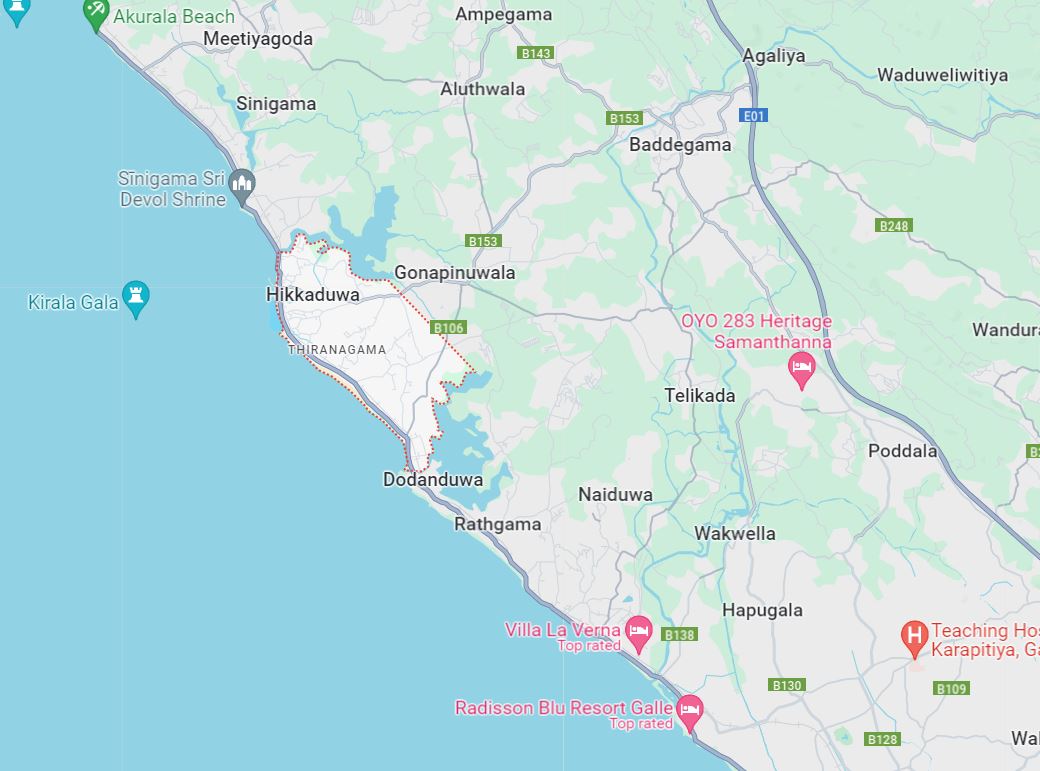 Akurala Beach
Ampegama
Meetiyagoda
B143
Agaliya
Waduweliwitiya
Aluthwala
Sinigama
B153
E01
Baddegama
Sīnigama Sri
Devol Shrine
B248
B153
Gonapinuwala
Hikkaduwa
Kirala Gala
B106
OYO 283 Heritage
Samanthanna
Wandura
THIRANAGAMA
Telikada
Poddala
Dodanduwa
Naiduwa
Rathgama
Wakwella
Hapugala
Villa La Verna
Top rated
B138
H
Teaching Hos
Karapitiya, Ga
B130
B109
Radisson Blu Resort Galle
Top rated
B128
Wal